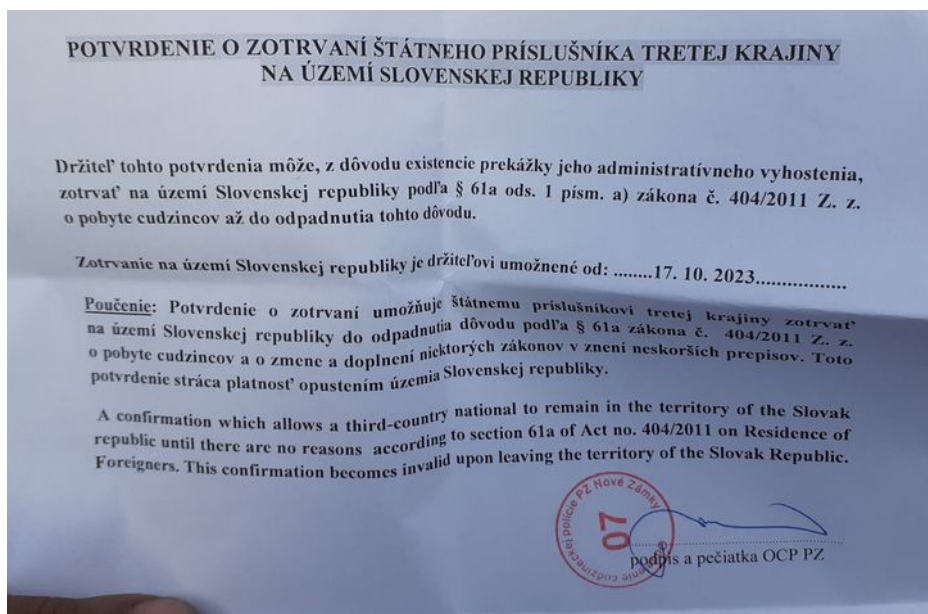 POTVRDENIE O ZOTRVANÍ ŠTÁTNEHO PRÍSLUŠNÍKA TRETEJ KRAJINY
NA ÚZEMÍ SLOVENSKEJ REPUBLIKY
Držiteľ tohto potvrdenia môže, z dôvodu existencie prekážky jeho administratívneho vyhostenia,
zotrvať na území Slovenskej republiky podľa § 61a ods. 1 písm. a) zákona č. 404/2011 Z. z.
o pobyte cudzincov až do odpadnutia tohto dôvodu.
Zotrvanie na území Slovenskej republiky je držiteľovi umožnené od: ........17. 10. 2023.................
Poučenie: Potvrdenie o zotrvaní umožňuje štátnemu príslušníkovi tretej krajiny zotrvať
na území Slovenskej republiky do odpadnutia dôvodu podľa § 61a zákona č. 404/2011 Z. z.
o pobyte cudzincov a o zmene a doplnení niektorých zákonov v znení neskorších prepisov. Toto
potvrdenie stráca platnosť opustením územia Slovenskej republiky.
A confirmation which allows a third-country national to remain in the territory of the Slovak
republic until there are no reasons according to section 61a of Act no. 404/2011 on Residence of
Foreigners. This confirmation becomes invalid upon leaving the territory of the Slovak Republic.
cudzineckej polície PZ Nové Zámky
07
podpis a pečiatka OCP PZ